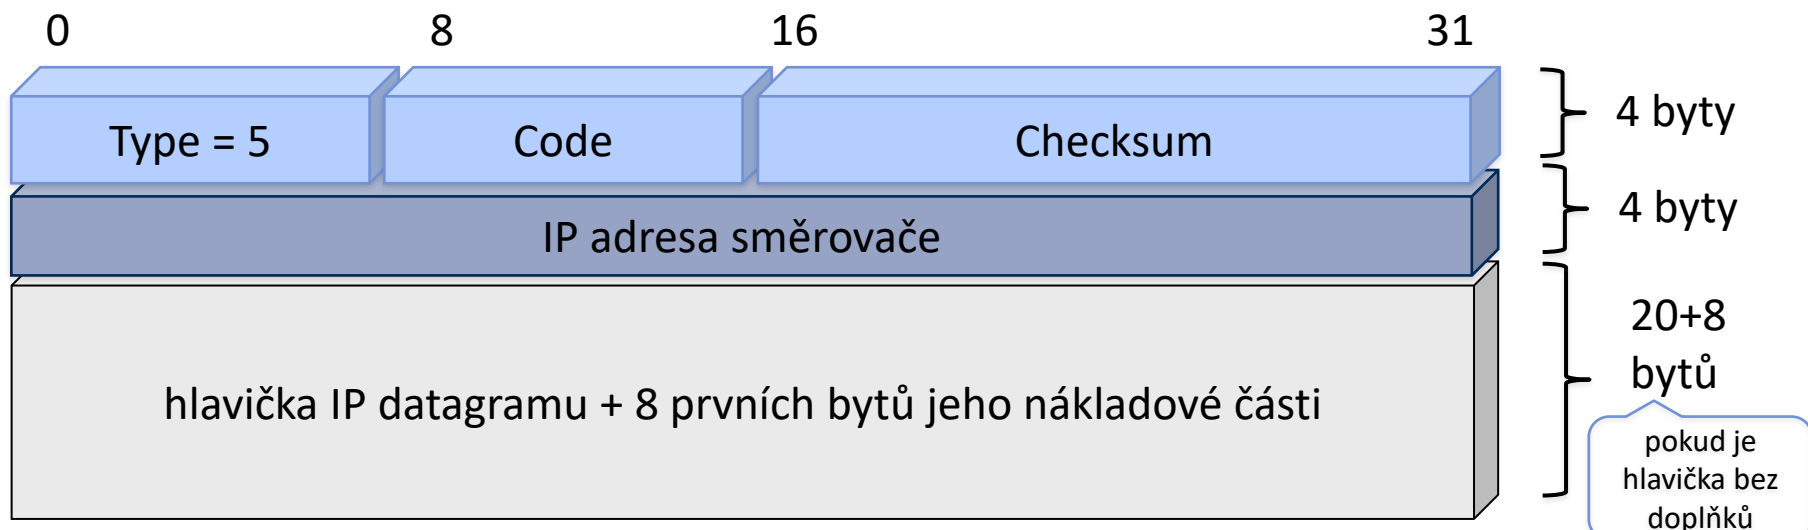 0 8 16 31
Type = 5 Code Checksum
4 byty
IP adresa směrovače
4 byty
hlavička IP datagramu + 8 prvních bytů jeho nákladové části
20+8
bytů
pokud je
hlavička bez
doplňků